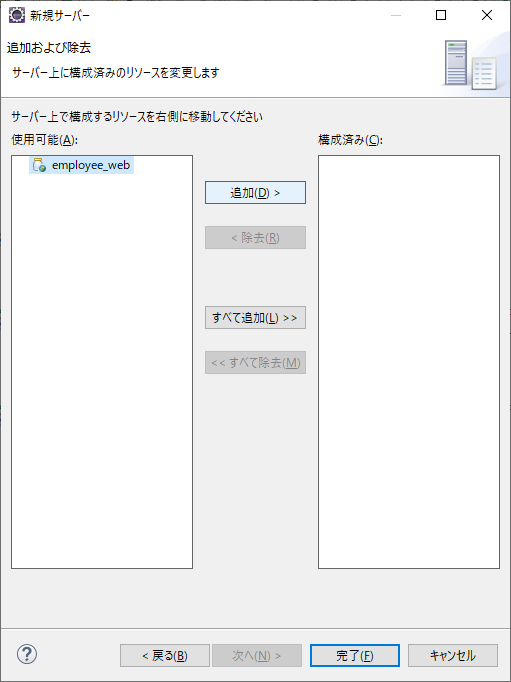 新規サーバー
追加および除去
サーバー上に構成済みのリソースを変更します
サーバー上で構成するリソースを右側に移動してください
使用可能(A):
構成済み(C):
employee_web
追加(D) >
< 除去(R)
すべて追加(L) >>
<< すべて除去(M)
?
< 戻る(B)
次へ(N) >
完了(F)
キャンセル